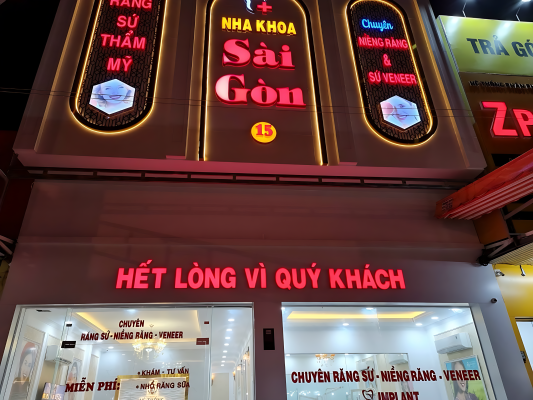 RĂNG
SỨ
THẨM
MỸ
NHA KHOA
Sài
Gòn
15
Chuyên
NIỀNG RĂNG
&
SỨ VENEER
TRẢ GÓ
ZP
HẾT LÒNG VÌ QUÝ KHÁCH
CHUYÊN
RĂNG SỨ - NIỀNG RĂNG - VENEER
MIỄN PHÍ:
• KHÁM - TƯ VẤN
• NHỔ RĂNG SỮA
CHUYÊN RĂNG SỨ - NIỀNG RĂNG - VENEER
IMPLANT